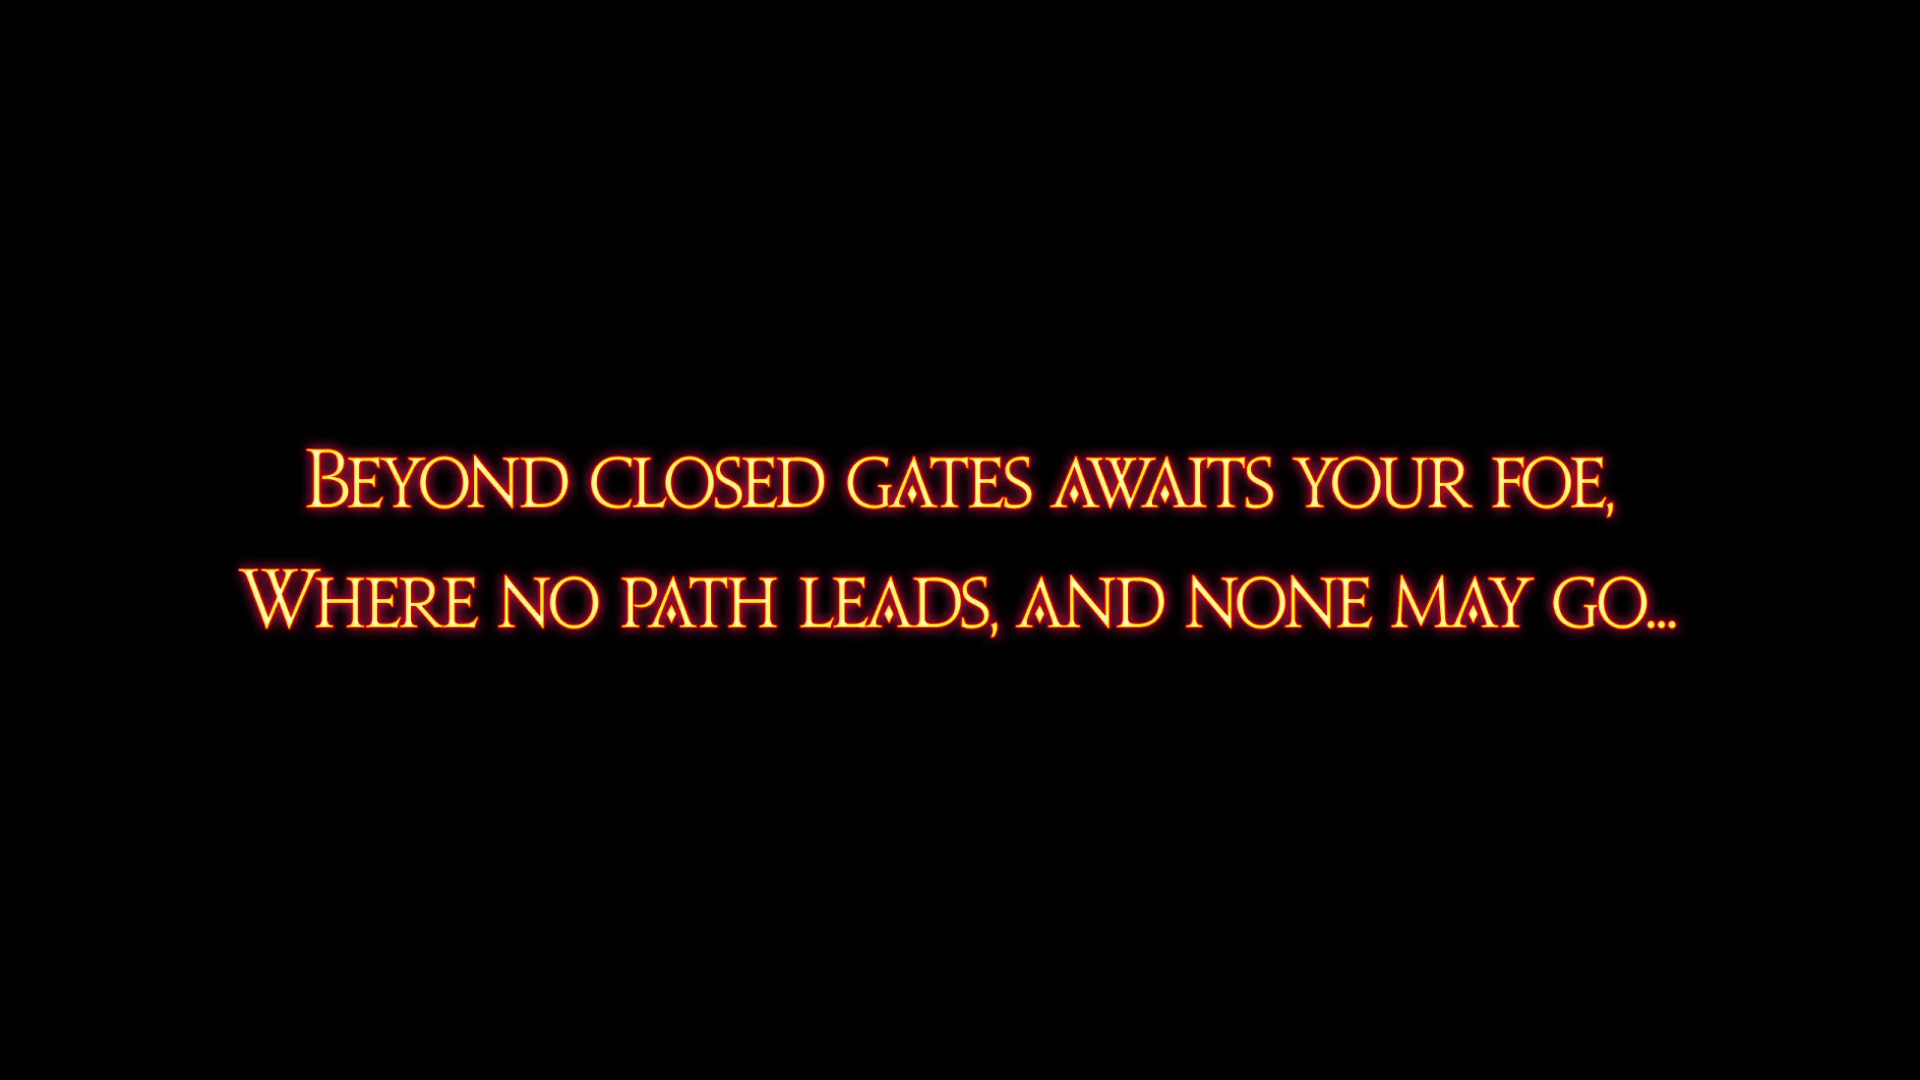 Beyond closed gates awaits your foe,
Where no path leads, and none may go...